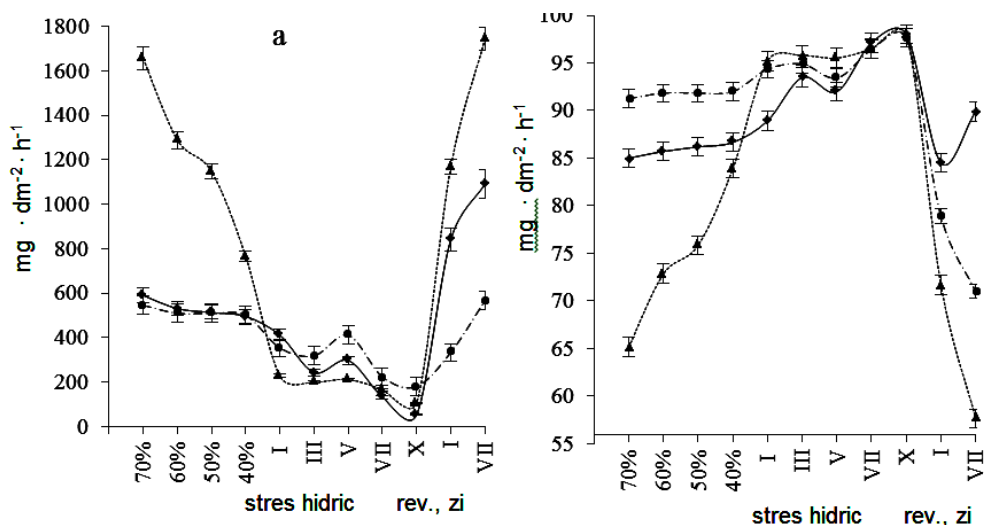 a
mg · dm-2 · h-1
1800
1600
1400
1200
1000
800
600
400
200
0
70% 60% 50% 40% I III V VII X I VII
stres hidric rev., zi
mg · dm-2 · h-1
100
95
90
85
80
75
70
65
60
55
70% 60% 50% 40% I III V VII X I VII
stres hidric rev., zi